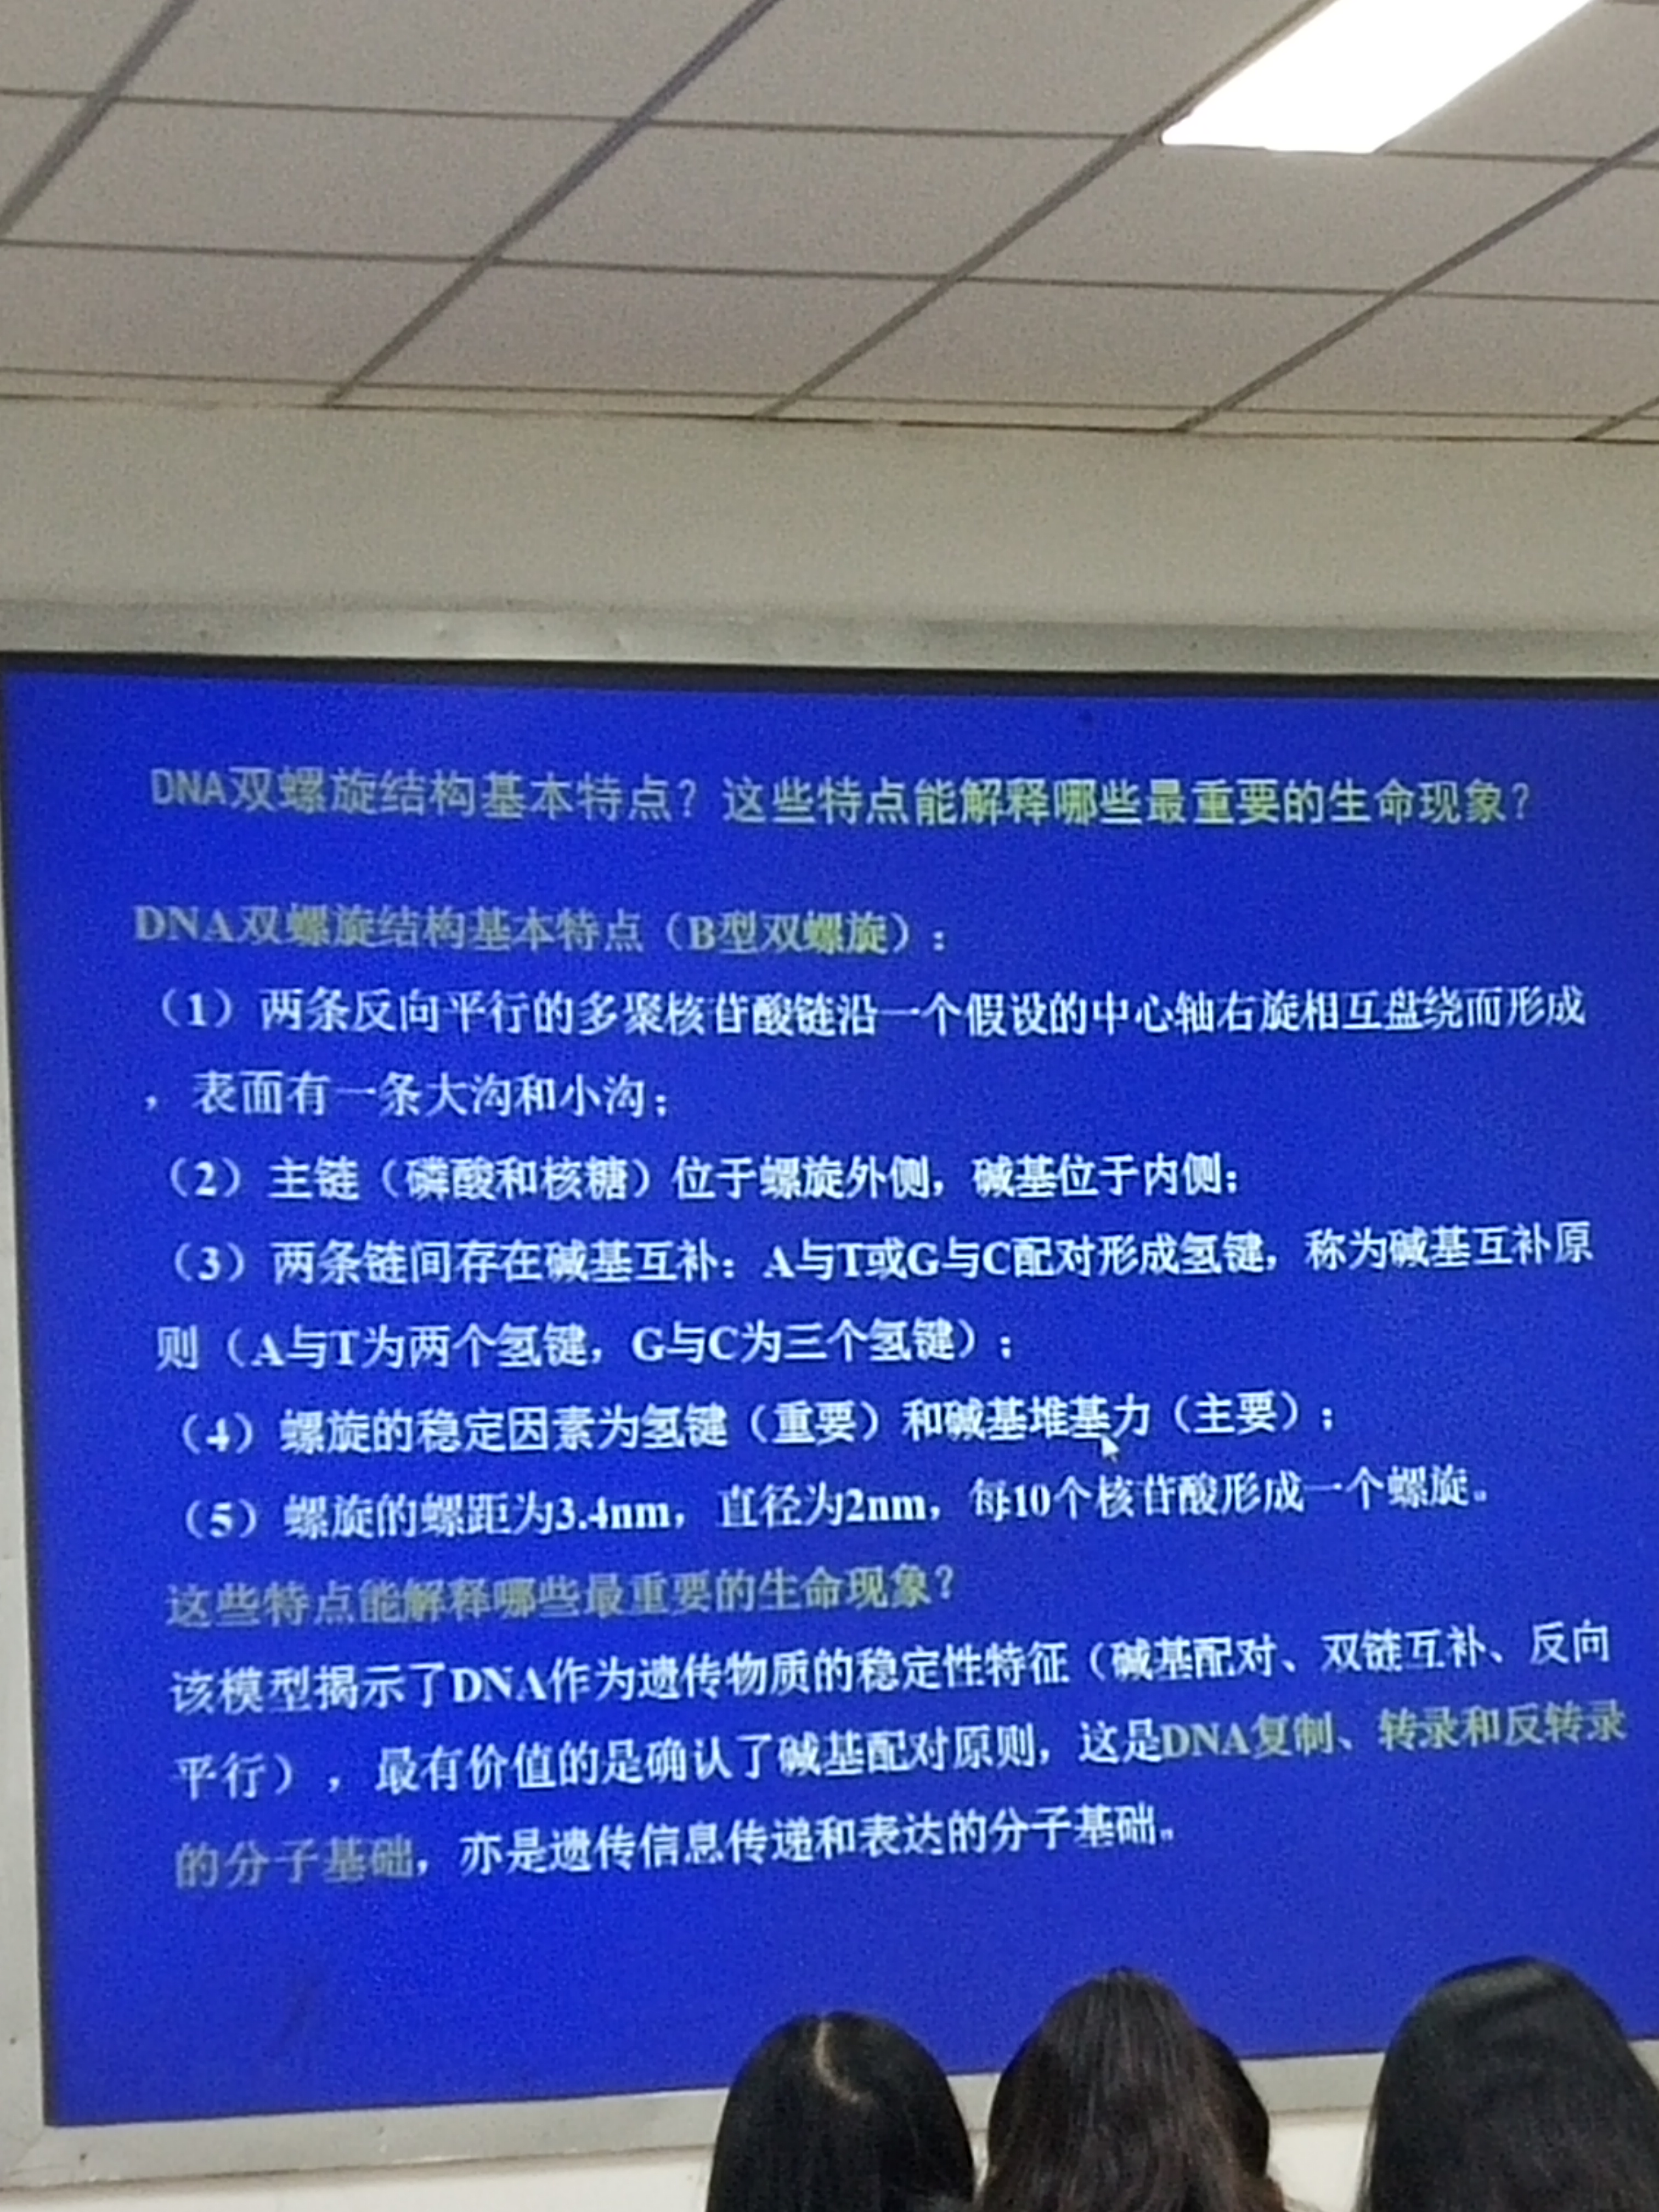 DNA双螺旋结构基本特点？这些特点能解释哪些最重要的生命现象？
DNA双螺旋结构基本特点（B型双螺旋）：
（1）两条反向平行的多聚核苷酸链沿一个假设的中心轴右旋相互盘绕而形成
，表面有一条大沟和小沟；
（2）主链（磷酸和核糖）位于螺旋外侧，碱基位于内侧；
（3）两条链间存在碱基互补：A与T或G与C配对形成氢键，称为碱基互补原
则（A与T为两个氢键，G与C为三个氢键）；
（4）螺旋的稳定因素为氢键（重要）和碱基堆基力（主要）；
（5）螺旋的螺距为3.4nm，直径为2nm，每10个核苷酸形成一个螺旋。
这些特点能解释哪些最重要的生命现象？
该模型揭示了DNA作为遗传物质的稳定性特征（碱基配对、双链互补、反向
平行），最有价值的是确认了碱基配对原则，这是DNA复制、转录和反转录
的分子基础，亦是遗传信息传递和表达的分子基础。